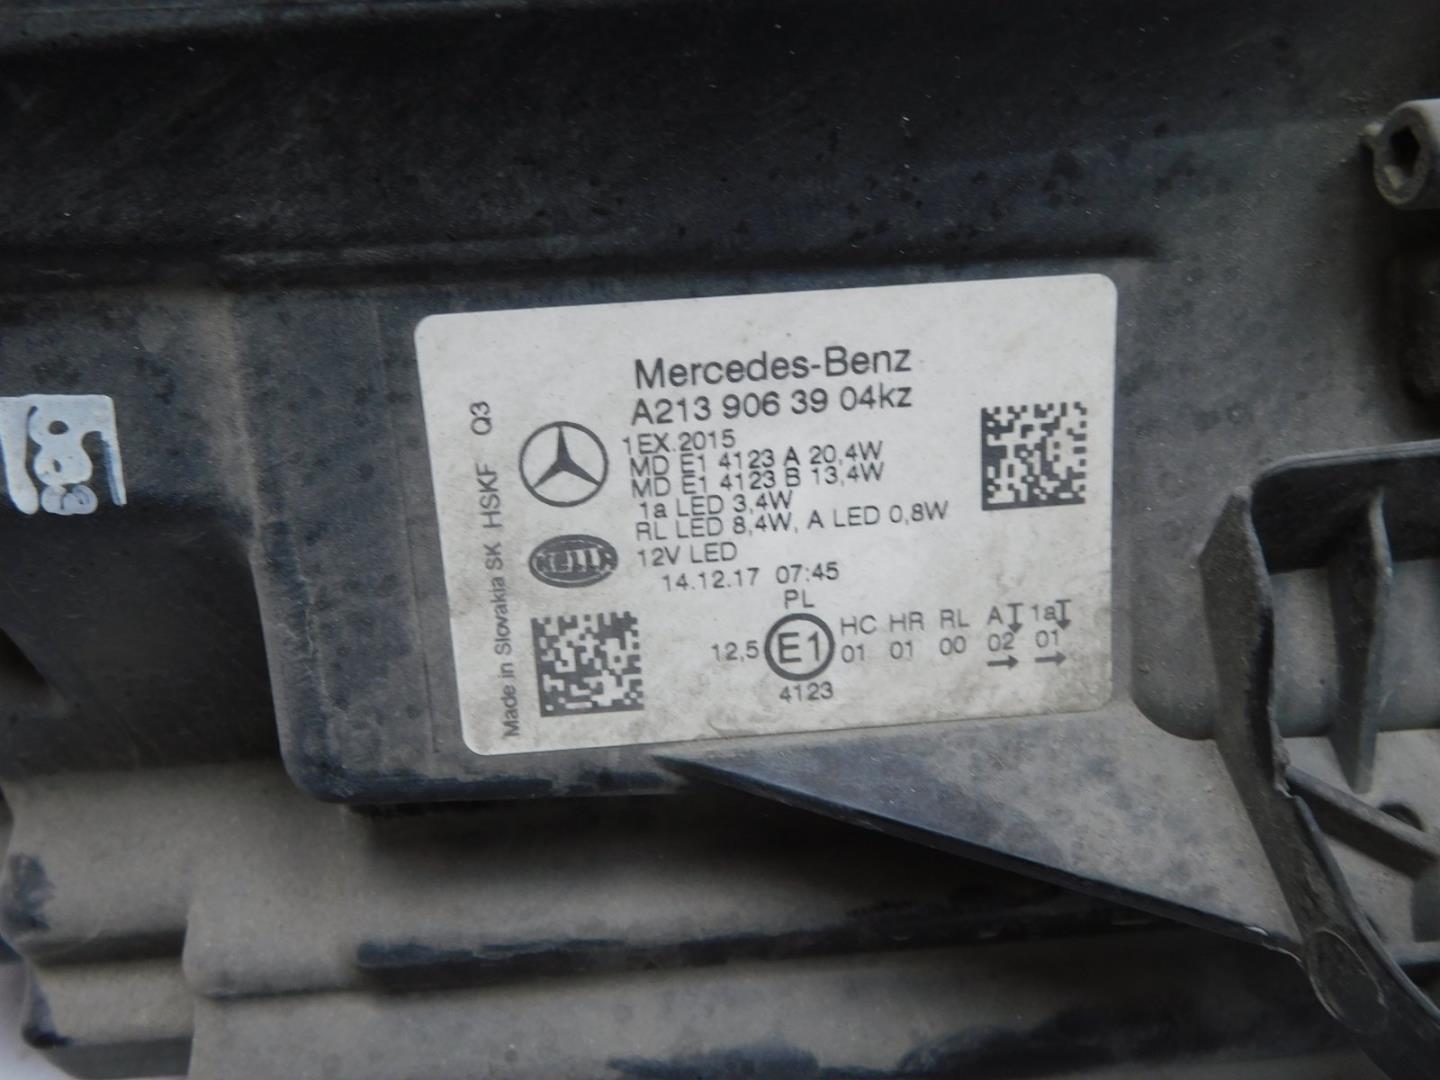 Mercedes-Benz
A213 906 39 04kz
1EX.2015
MD E1 4123 A 20,4W
MD E1 4123 B 13,4W
1a LED 3,4W
RL LED 8,4W, A LED 0,8W
12V LED
14.12.17 07:45
PL
HC HR RL A 1a
12,5 E1 01 01 00 02 01
4123
HELLA
Made in Slovakia SK HSKF Q3